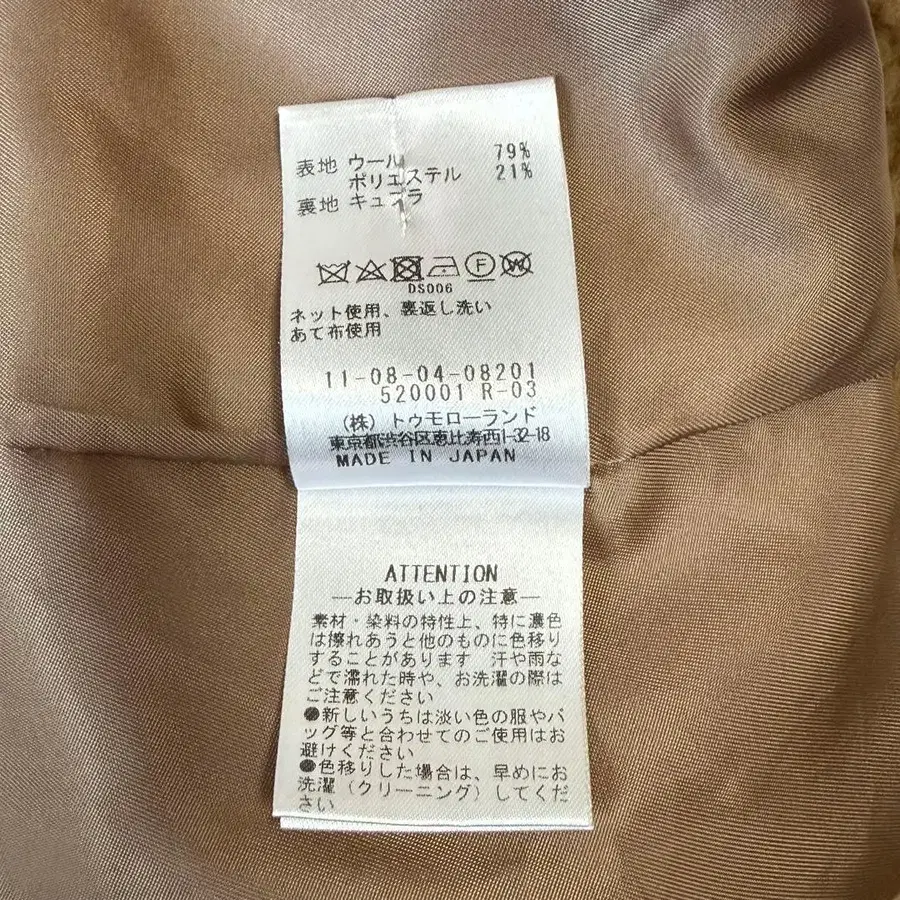 表地 ウール 79%
ポリエステル 21%
裏地 キュプラ
F W
DS006
ネット使用、裏返し洗い
あて布使用
11-08-04-08201
520001 R-03
(株) トゥモローランド
東京都渋谷区恵比寿西1-32-18
MADE IN JAPAN
ATTENTION
―お取扱い上の注意―
素材・染料の特性上、特に濃色
は擦れあうと他のものに色移り
することがあります 汗や雨な
どで濡れた時や、お洗濯の際は
ご注意ください
●新しいうちは淡い色の服やバ
ッグ等と合わせてのご使用はお
避けください
●色移りした場合は、早めにお
洗濯(クリーニング)してくだ
さい